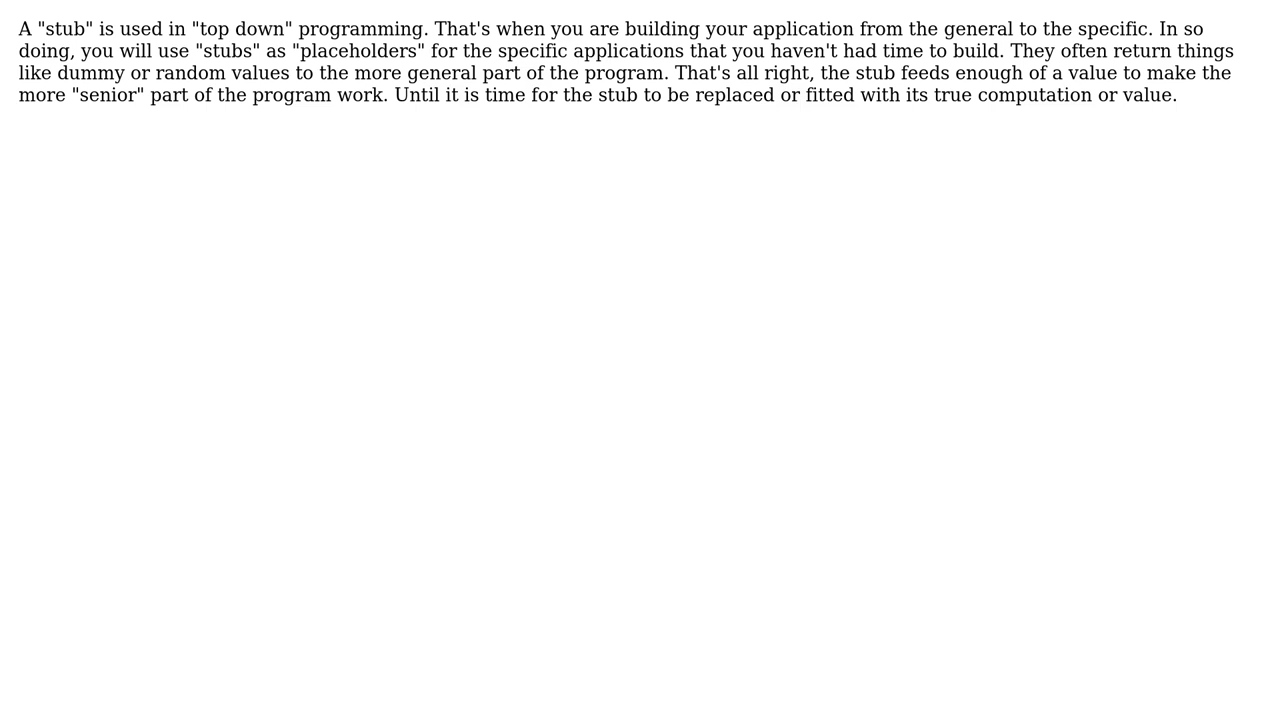 A "stub" is used in "top down" programming. That's when you are building your application from the general to the specific. In so
doing, you will use "stubs" as "placeholders" for the specific applications that you haven't had time to build. They often return things
like dummy or random values to the more general part of the program. That's all right, the stub feeds enough of a value to make the
more "senior" part of the program work. Until it is time for the stub to be replaced or fitted with its true computation or value.